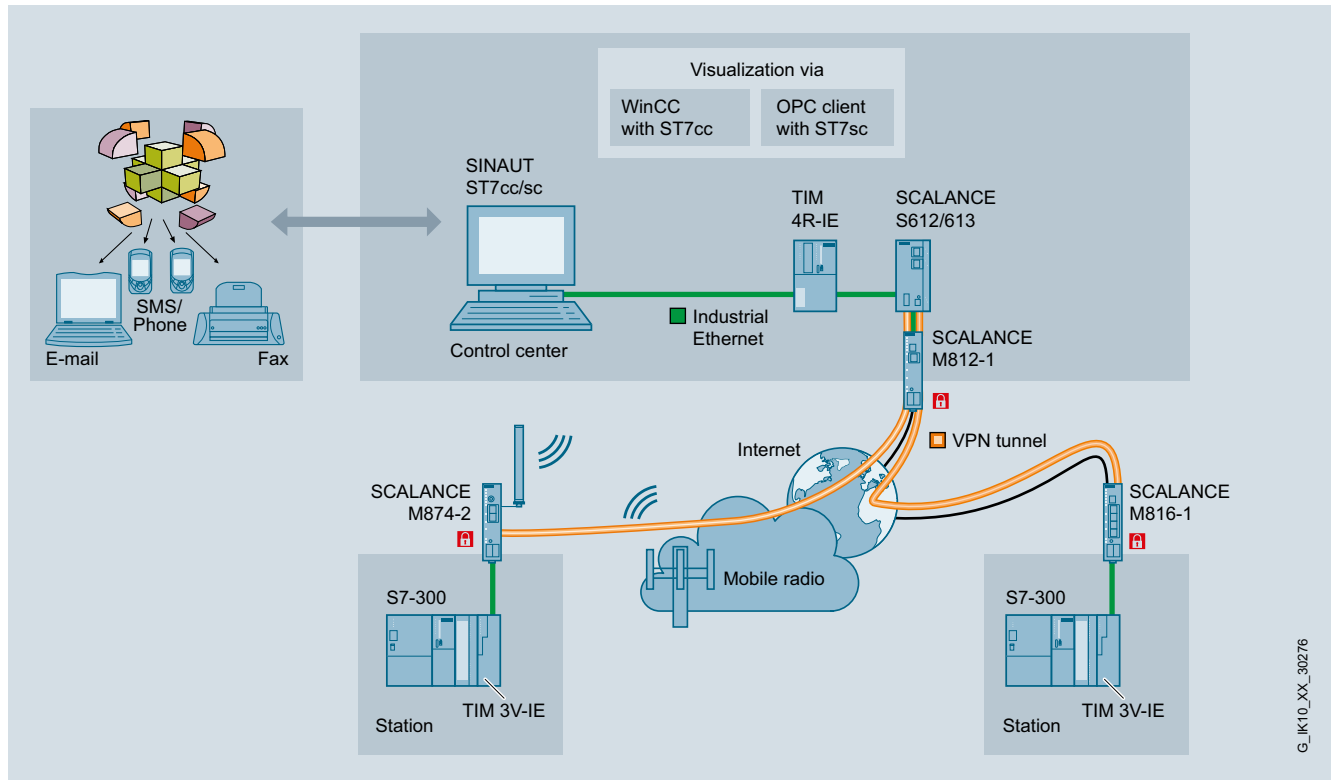 Visualization via
WinCC
with ST7cc
OPC client
with ST7sc
SINAUT
ST7cc/sc
TIM
4R-IE
SCALANCE
S612/613
SMS/
Phone
E-mail
Fax
Industrial
Ethernet
Control center
SCALANCE
M812-1
Internet
VPN tunnel
SCALANCE
M874-2
SCALANCE
M816-1
Mobile radio
S7-300
TIM 3V-IE
Station
S7-300
TIM 3V-IE
Station
G_IK10_XX_30276